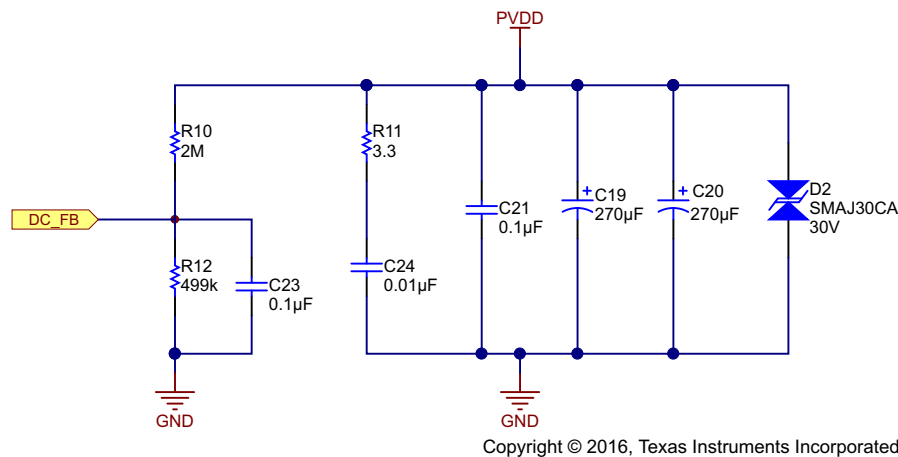 PVDD
R10
2M
R11
3.3
C21
0.1µF
+
C19
270µF
+
C20
270µF
D2
SMAJ30CA
30V
DC_FB
R12
499k
C23
0.1µF
C24
0.01µF
GND
GND
Copyright © 2016, Texas Instruments Incorporated